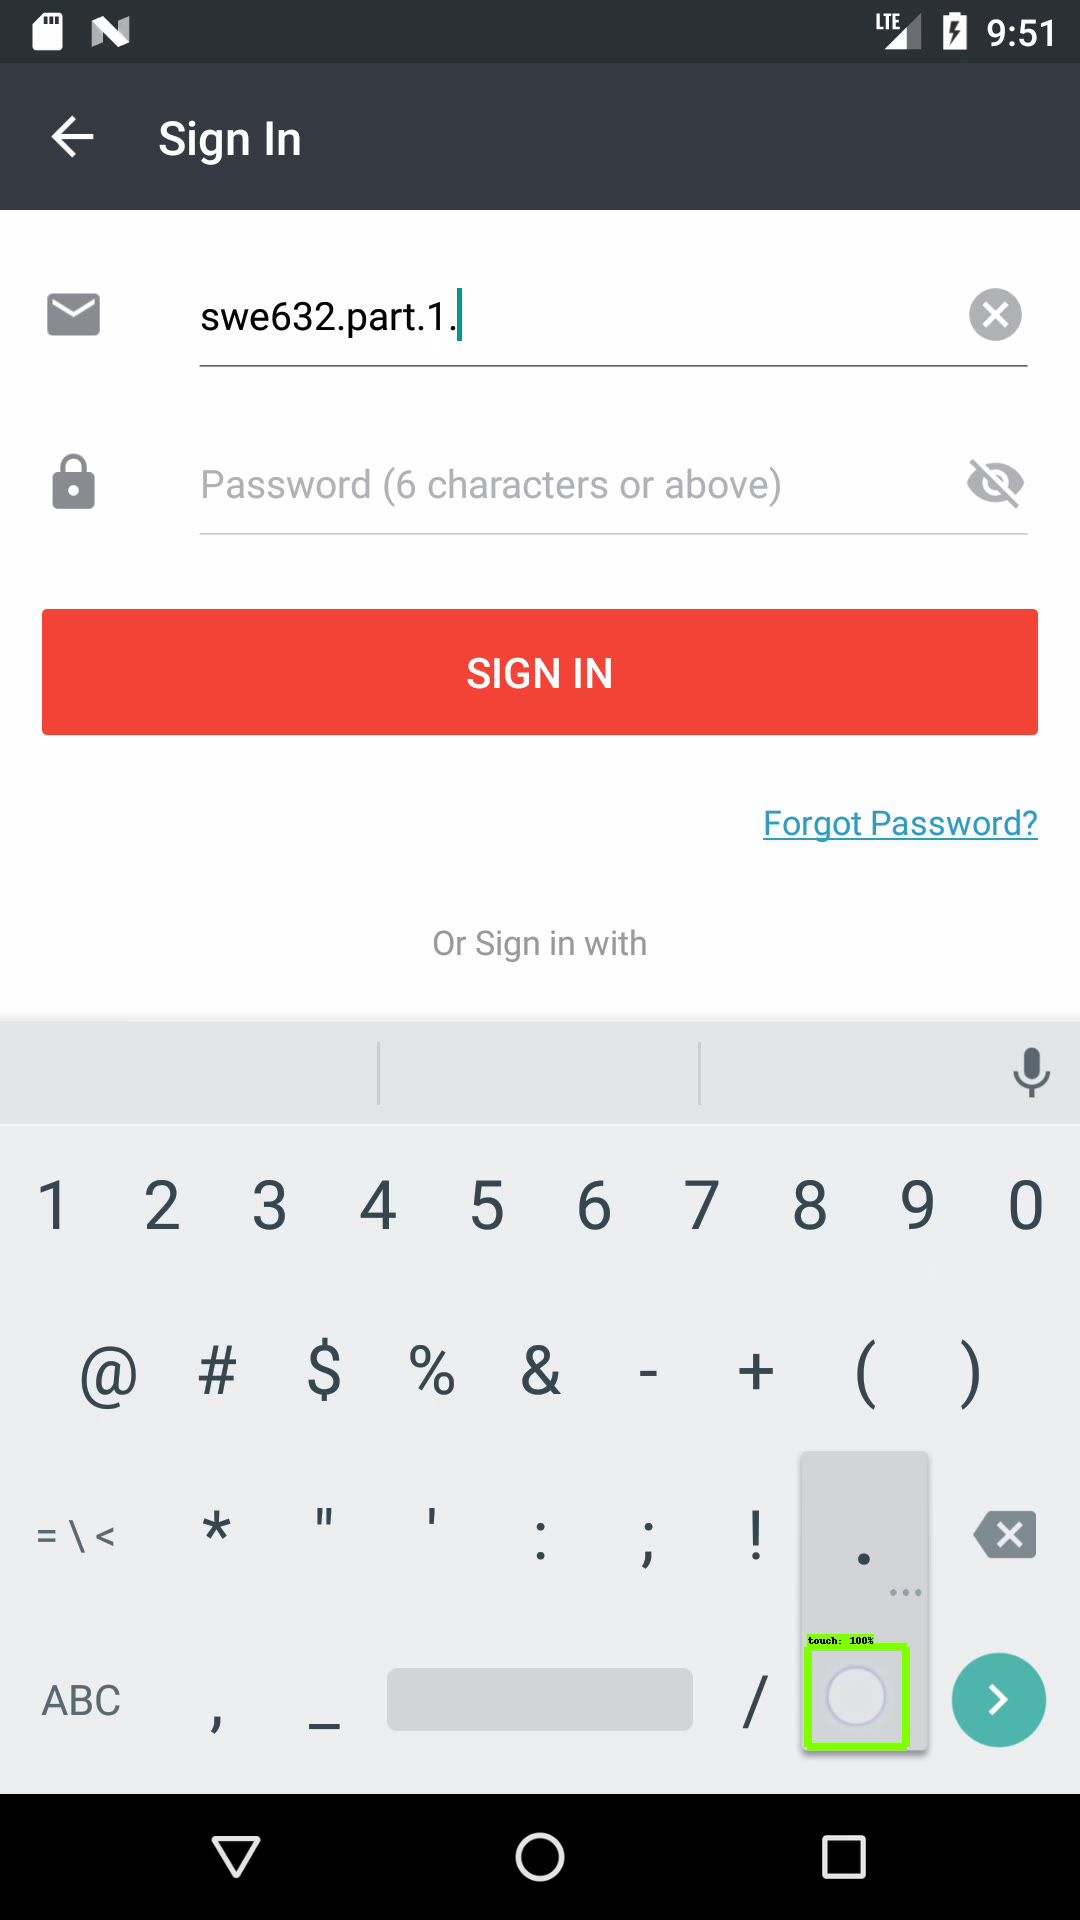 LTE 9:51
Sign In
swe632.part.1.
Password (6 characters or above)
SIGN IN
Forgot Password?
Or Sign in with
1 2 3 4 5 6 7 8 9 0
@ # $ % & - + ( )
= \ < * " ' : ; ! .
...
touch: 100%
ABC , _ /